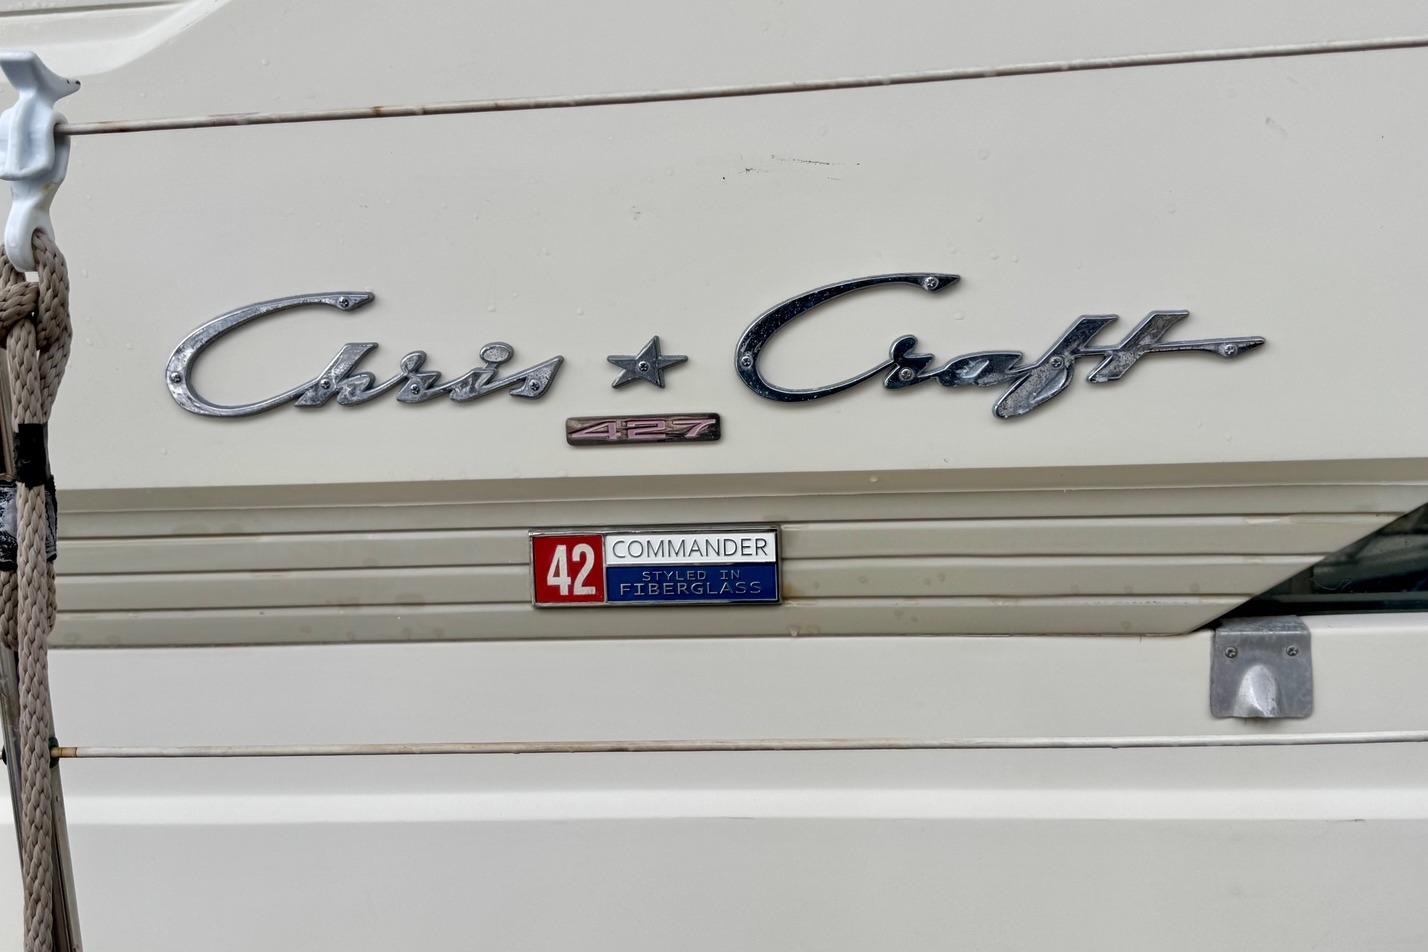 Chris ★ Craft
427
42 COMMANDER
STYLED IN
FIBERGLASS